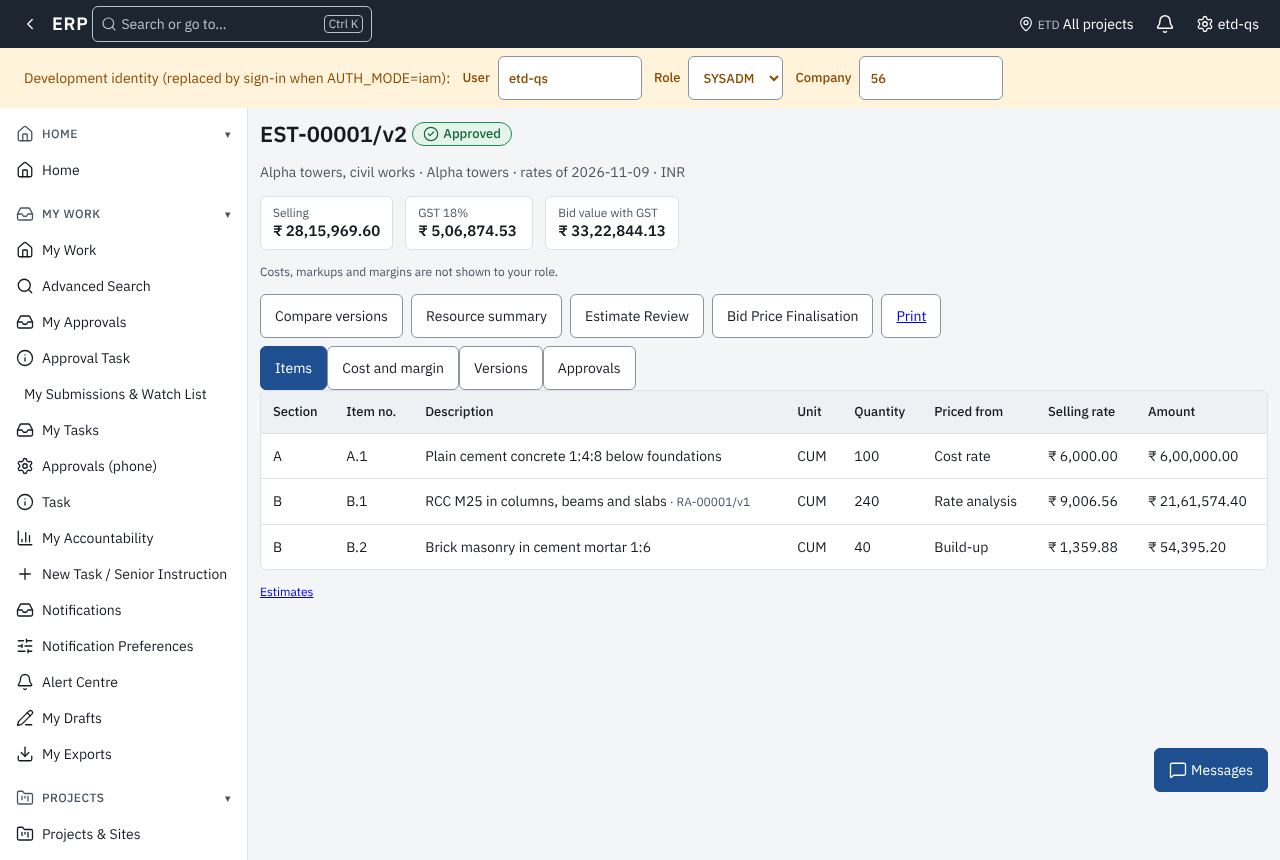 ERP
Search or go to... Ctrl K
ETD All projects
etd-qs
Development identity (replaced by sign-in when AUTH_MODE=iam): User etd-qs Role SYSADM Company 56
HOME
Home
MY WORK
My Work
Advanced Search
My Approvals
Approval Task
My Submissions & Watch List
My Tasks
Approvals (phone)
Task
My Accountability
New Task / Senior Instruction
Notifications
Notification Preferences
Alert Centre
My Drafts
My Exports
PROJECTS
Projects & Sites
EST-00001/v2 Approved
Alpha towers, civil works · Alpha towers · rates of 2026-11-09 · INR
Selling
₹ 28,15,969.60
GST 18%
₹ 5,06,874.53
Bid value with GST
₹ 33,22,844.13
Costs, markups and margins are not shown to your role.
Compare versions Resource summary Estimate Review Bid Price Finalisation Print
Items Cost and margin Versions Approvals
Section Item no. Description Unit Quantity Priced from Selling rate Amount
A A.1 Plain cement concrete 1:4:8 below foundations CUM 100 Cost rate ₹ 6,000.00 ₹ 6,00,000.00
B B.1 RCC M25 in columns, beams and slabs · RA-00001/v1 CUM 240 Rate analysis ₹ 9,006.56 ₹ 21,61,574.40
B B.2 Brick masonry in cement mortar 1:6 CUM 40 Build-up ₹ 1,359.88 ₹ 54,395.20
Estimates
Messages